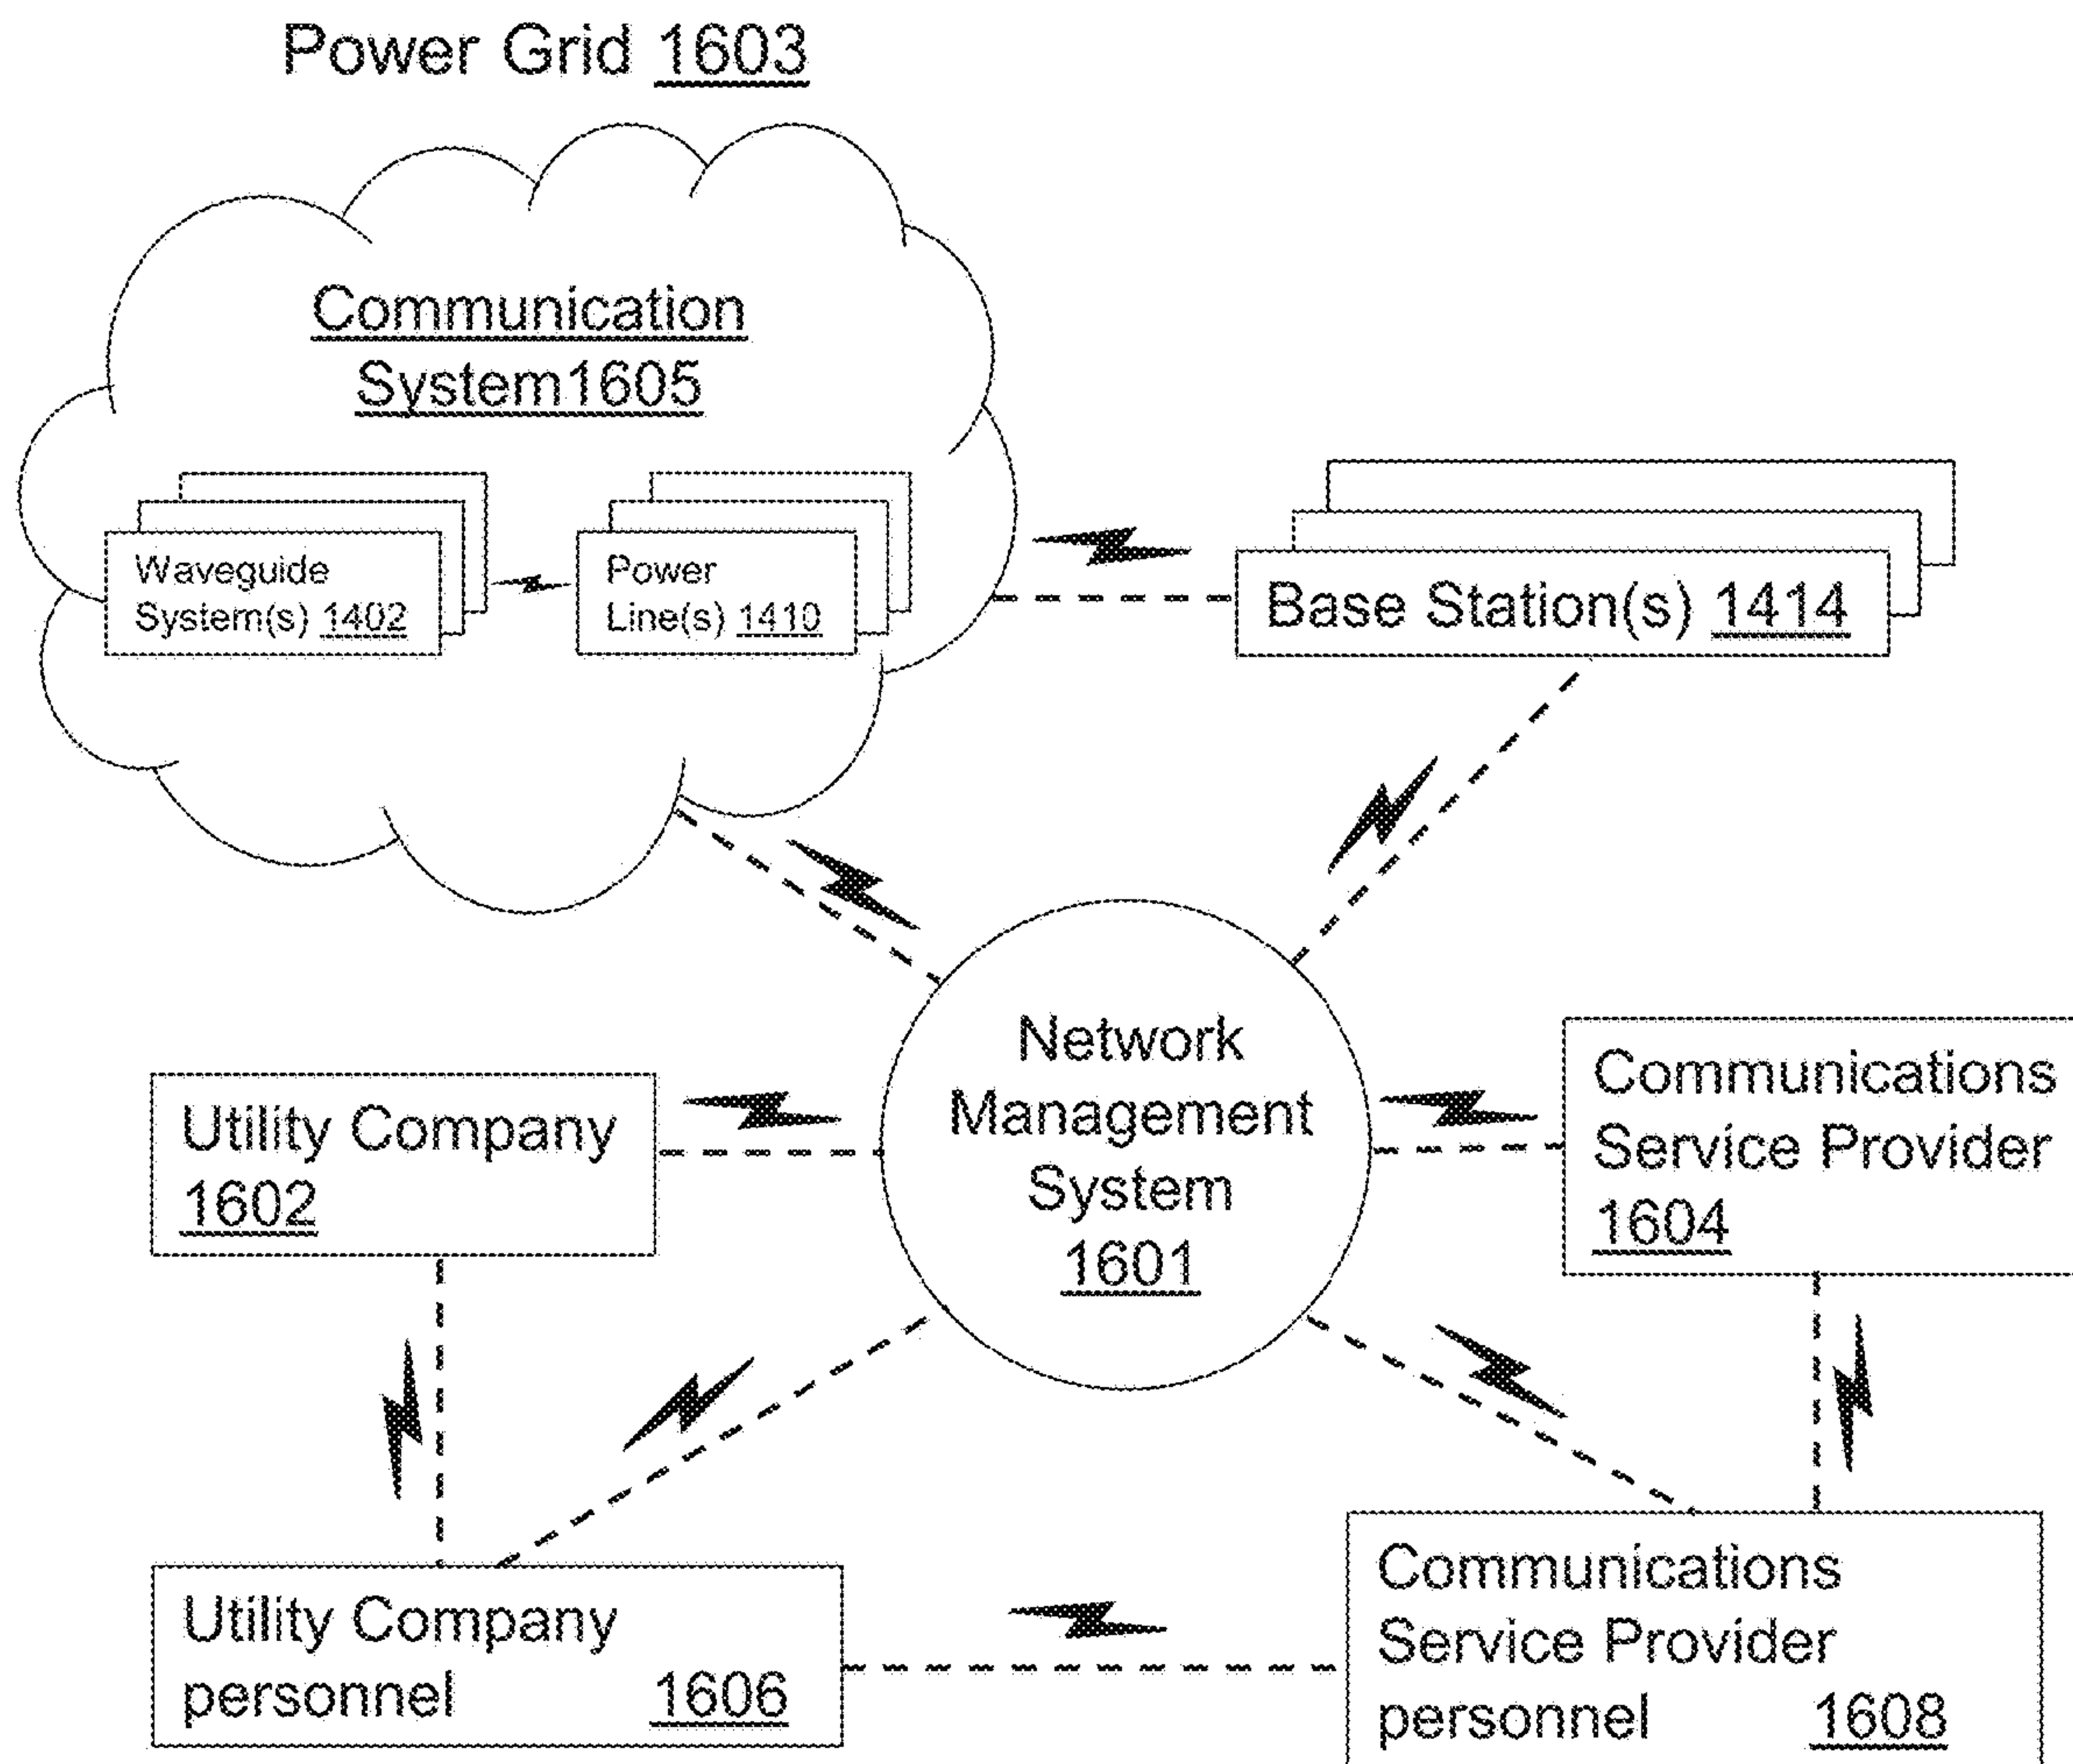 Power Grid 1603
Communication
System1605
Waveguide
System(s) 1402
Power
Line(s) 1410
Base Station(s) 1414
Network
Management
System
1601
Utility Company
1602
Communications
Service Provider
1604
Utility Company
personnel 1606
Communications
Service Provider
personnel 1608